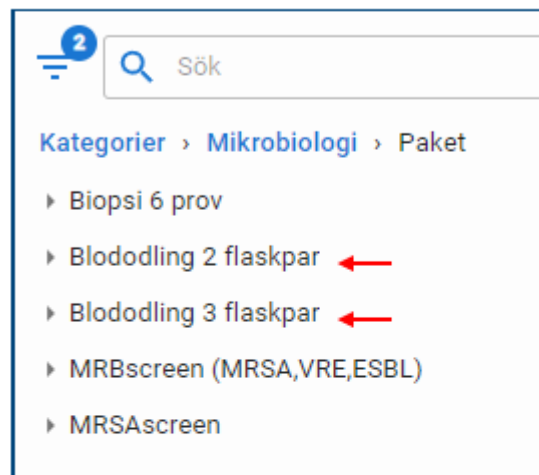 2
Sök
Kategorier › Mikrobiologi › Paket
Biopsi 6 prov
Blododling 2 flaskpar
Blododling 3 flaskpar
MRBscreen (MRSA,VRE,ESBL)
MRSAscreen